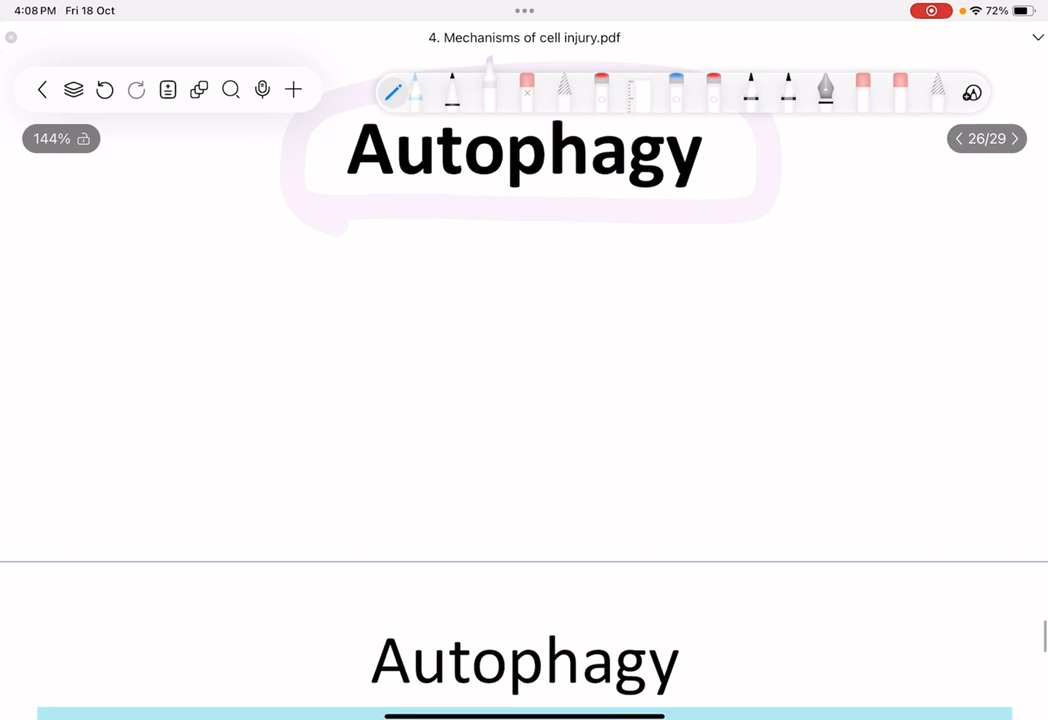 4:08 PM Fri 18 Oct
72%
4. Mechanisms of cell injury.pdf
144%
26/29
Autophagy
Autophagy